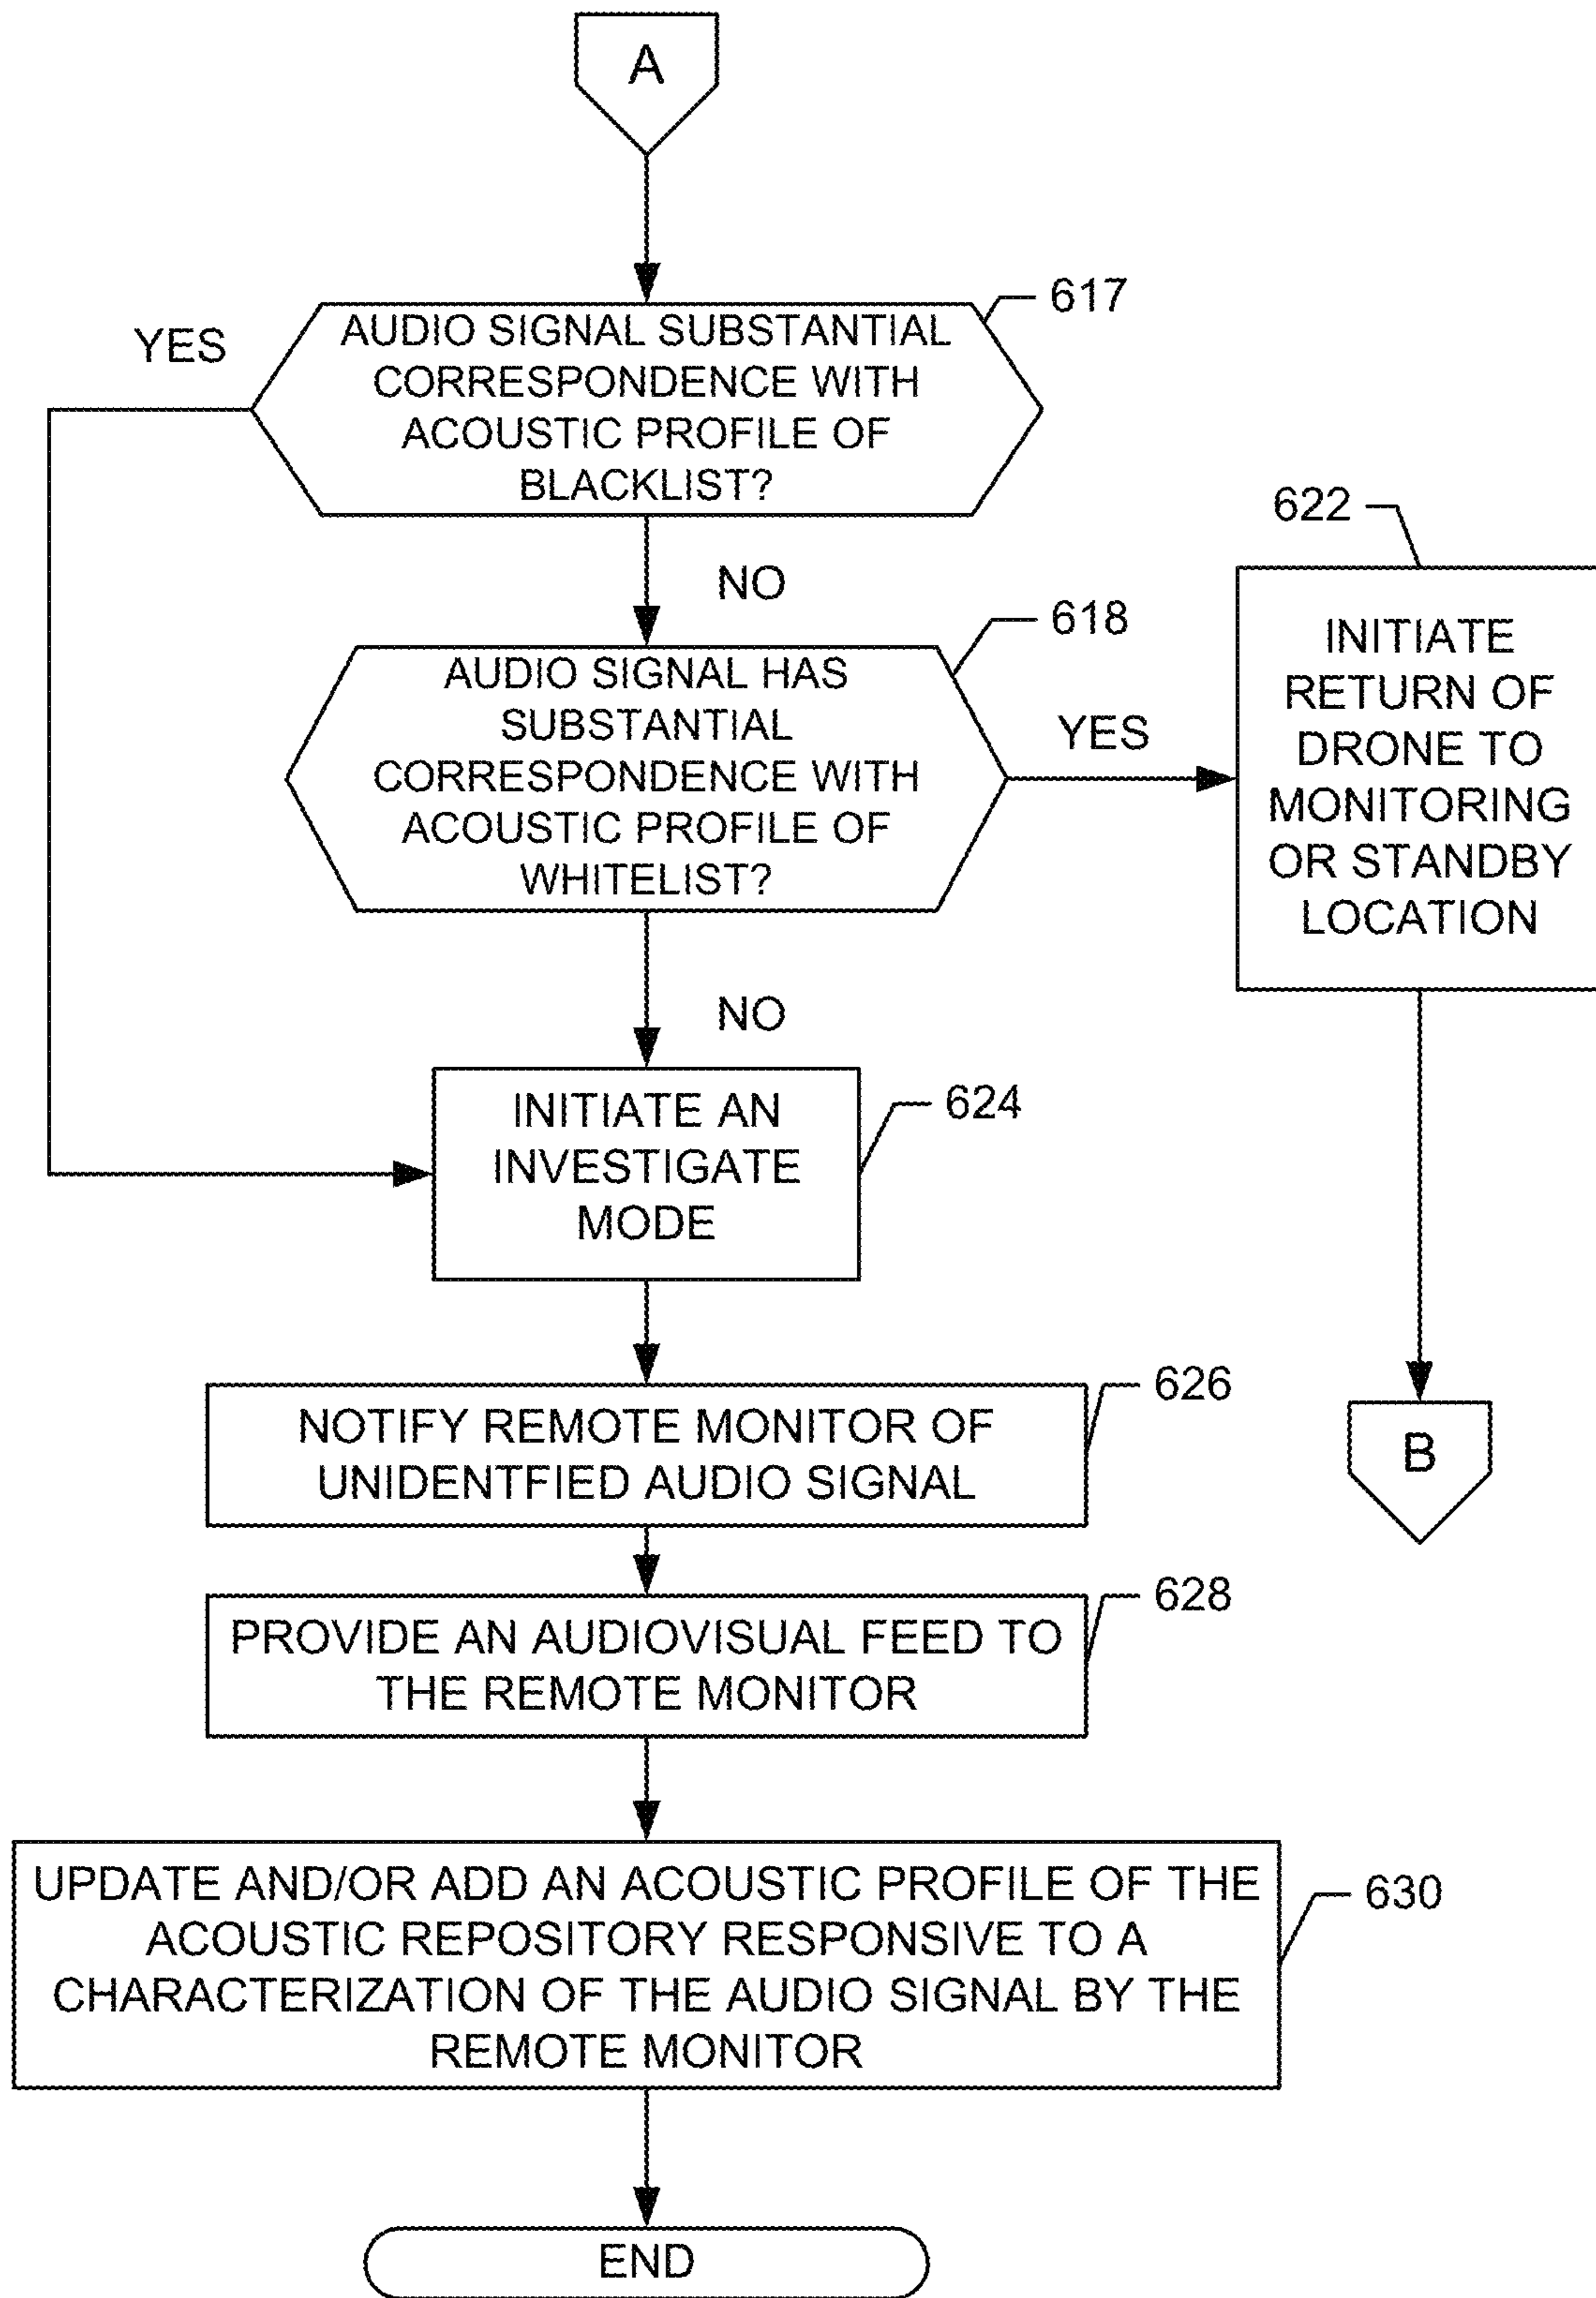 A
617
YES
AUDIO SIGNAL SUBSTANTIAL
CORRESPONDENCE WITH
ACOUSTIC PROFILE OF
BLACKLIST?
NO
618
AUDIO SIGNAL HAS
SUBSTANTIAL
CORRESPONDENCE WITH
ACOUSTIC PROFILE OF
WHITELIST?
YES
622
INITIATE
RETURN OF
DRONE TO
MONITORING
OR STANDBY
LOCATION
B
NO
INITIATE AN
INVESTIGATE
MODE
624
NOTIFY REMOTE MONITOR OF
UNIDENTFIED AUDIO SIGNAL
626
PROVIDE AN AUDIOVISUAL FEED TO
THE REMOTE MONITOR
628
UPDATE AND/OR ADD AN ACOUSTIC PROFILE OF THE
ACOUSTIC REPOSITORY RESPONSIVE TO A
CHARACTERIZATION OF THE AUDIO SIGNAL BY THE
REMOTE MONITOR
630
END